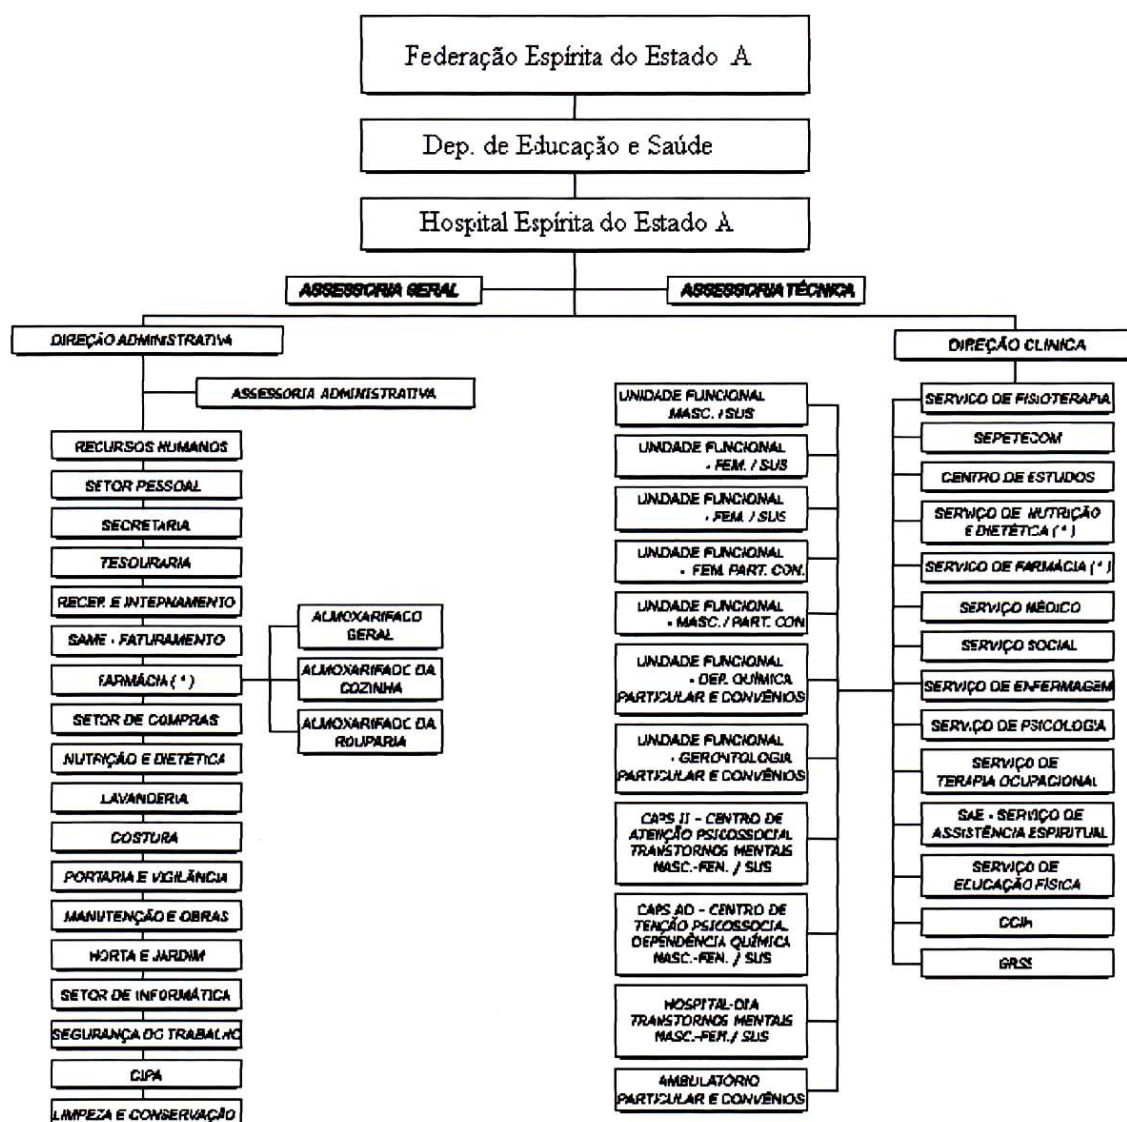 Federação Espírita do Estado A
Dep. de Educação e Saúde
Hospital Espírita do Estado A
ASSESSORIA GERAL
ASSESSORIA TÉCNICA
DIREÇÃO ADMINISTRATIVA
ASSESSORIA ADMINISTRATIVA
RECURSOS HUMANOS
SETOR PESSOAL
SECRETARIA
TESOURARIA
RECEP. E INTERNAMENTO
SAME - FATURAMENTO
FARMÁCIA (*)
ALMOXARIFADO
GERAL
ALMOXARIFADO DA
COZINHA
ALMOXARIFADO DA
ROUPARIA
SETOR DE COMPRAS
NUTRIÇÃO E DIETÉTICA
LAVANDERIA
COSTURA
PORTARIA E VIGILÂNCIA
MANUTENÇÃO E OBRAS
HORTA E JARDIM
SETOR DE INFORMÁTICA
SEGURANÇA DO TRABALHO
CIPA
LIMPEZA E CONSERVAÇÃO
UNIDADE FUNCIONAL
MASC. / SUS
UNIDADE FUNCIONAL
- FEM. / SUS
UNIDADE FUNCIONAL
- FEM. / SUS
UNIDADE FUNCIONAL
- FEM. PART. CON.
UNIDADE FUNCIONAL
- MASC. / PART. CON
UNIDADE FUNCIONAL
- DEP. QUÍMICA
PARTICULAR E CONVÊNIOS
UNIDADE FUNCIONAL
- GERONTOLOGIA
PARTICULAR E CONVÊNIOS
CAPS II - CENTRO DE
ATENÇÃO PSICOSSOCIAL
TRANSTORNOS MENTAIS
MASC.-FEM. / SUS
CAPS AD - CENTRO DE
TENÇÃO PSICOSSOCIAL
DEPENDÊNCIA QUÍMICA
MASC.-FEM. / SUS
HOSPITAL-DIA
TRANSTORNOS MENTAIS
MASC.-FEM./ SUS
AMBULATÓRIO
PARTICULAR E CONVÊNIOS
DIREÇÃO CLÍNICA
SERVIÇO DE FISIOTERAPIA
SEPETECOM
CENTRO DE ESTUDOS
SERVIÇO DE NUTRIÇÃO
E DIETÉTICA (*)
SERVICO DE FARMÁCIA (*)
SERVIÇO MÉDICO
SERVIÇO SOCIAL
SERVIÇO DE ENFERMAGEM
SERVIÇO DE PSICOLOGIA
SERVIÇO DE
TERAPIA OCUPACIONAL
SAE - SERVIÇO DE
ASSISTÊNCIA ESPIRITUAL
SERVIÇO DE
EDUCAÇÃO FÍSICA
CCIh
GRSS